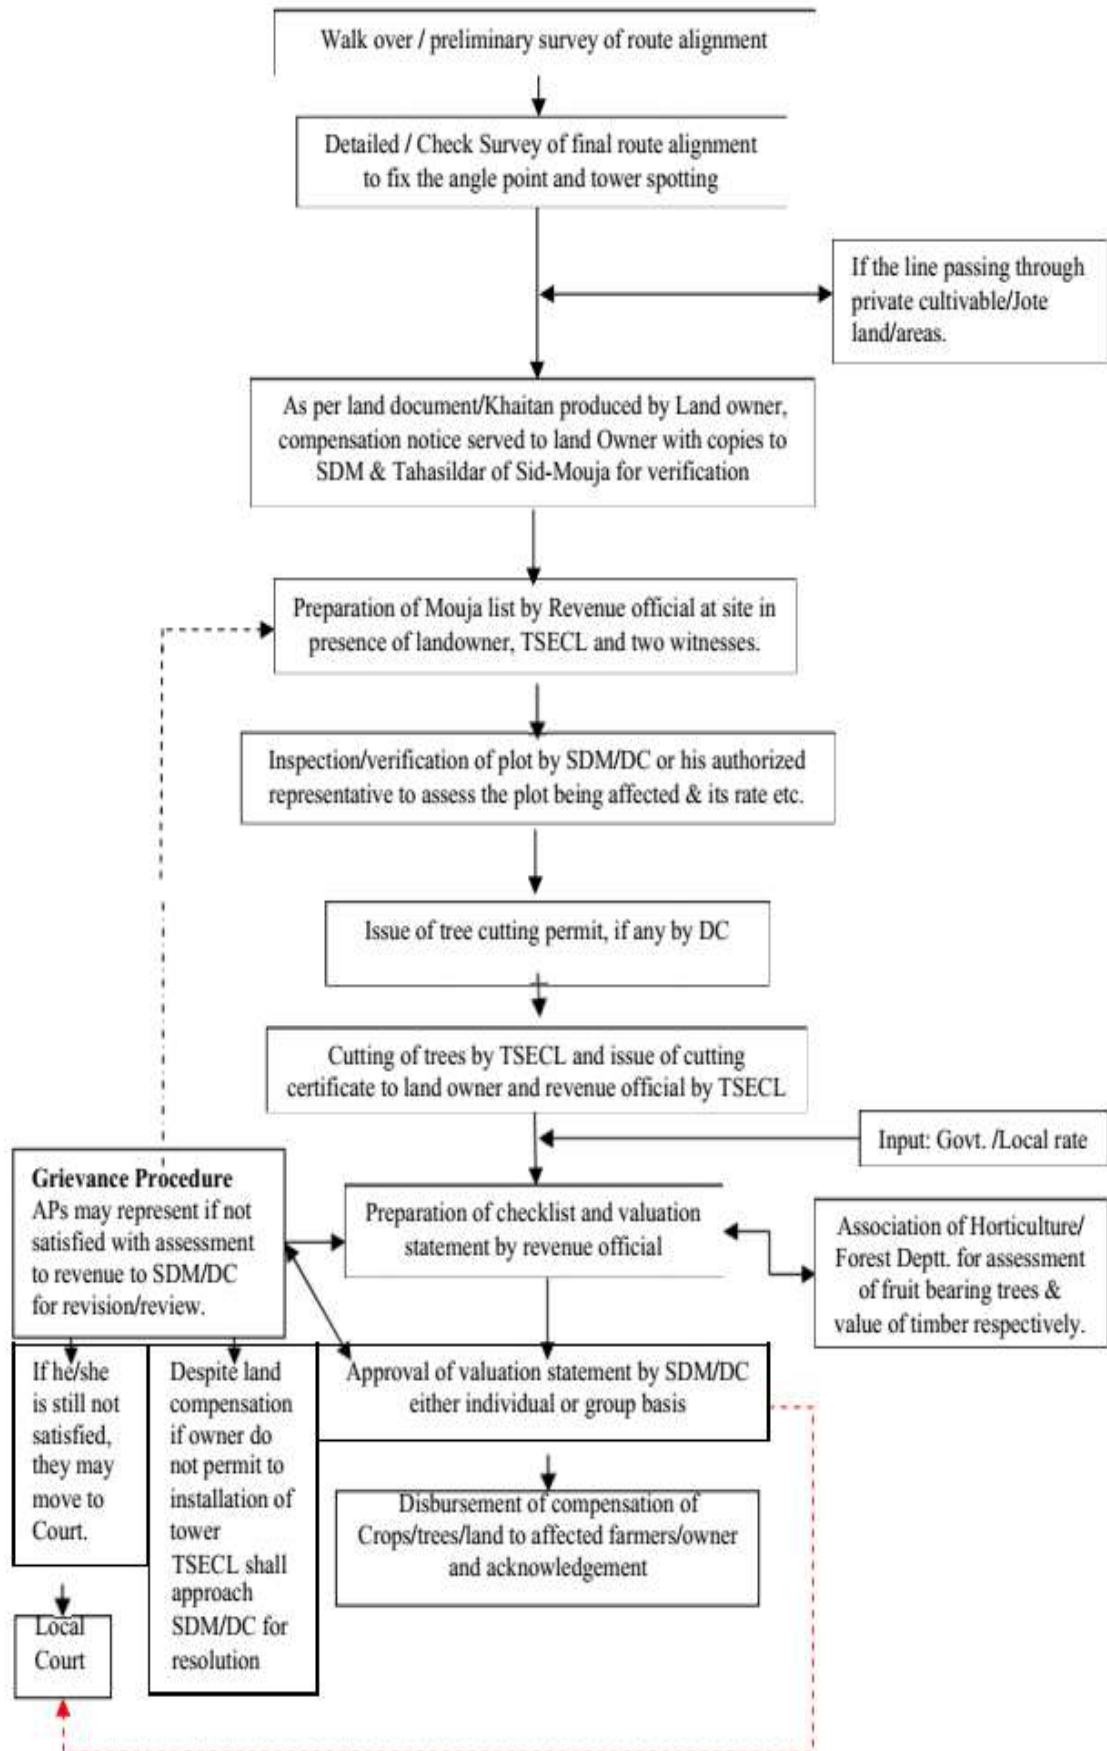 Walk over / preliminary survey of route alignment
Detailed / Check Survey of final route alignment
to fix the angle point and tower spotting
If the line passing through
private cultivable/Jote
land/areas.
As per land document/Khaitan produced by Land owner,
compensation notice served to land Owner with copies to
SDM & Tahasildar of Sid-Mouja for verification
Preparation of Mouja list by Revenue official at site in
presence of landowner, TSECL and two witnesses.
Inspection/verification of plot by SDM/DC or his authorized
representative to assess the plot being affected & its rate etc.
Issue of tree cutting permit, if any by DC
Cutting of trees by TSECL and issue of cutting
certificate to land owner and revenue official by TSECL
Input: Govt. /Local rate
Grievance Procedure
APs may represent if not
satisfied with assessment
to revenue to SDM/DC
for revision/review.
Preparation of checklist and valuation
statement by revenue official
Association of Horticulture/
Forest Deptt. for assessment
of fruit bearing trees &
value of timber respectively.
If he/she
is still not
satisfied,
they may
move to
Court.
Despite land
compensation
if owner do
not permit to
installation of
tower
TSECL shall
approach
SDM/DC for
resolution
Approval of valuation statement by SDM/DC
either individual or group basis
Disbursement of compensation of
Crops/trees/land to affected farmers/owner
and acknowledgement
Local
Court